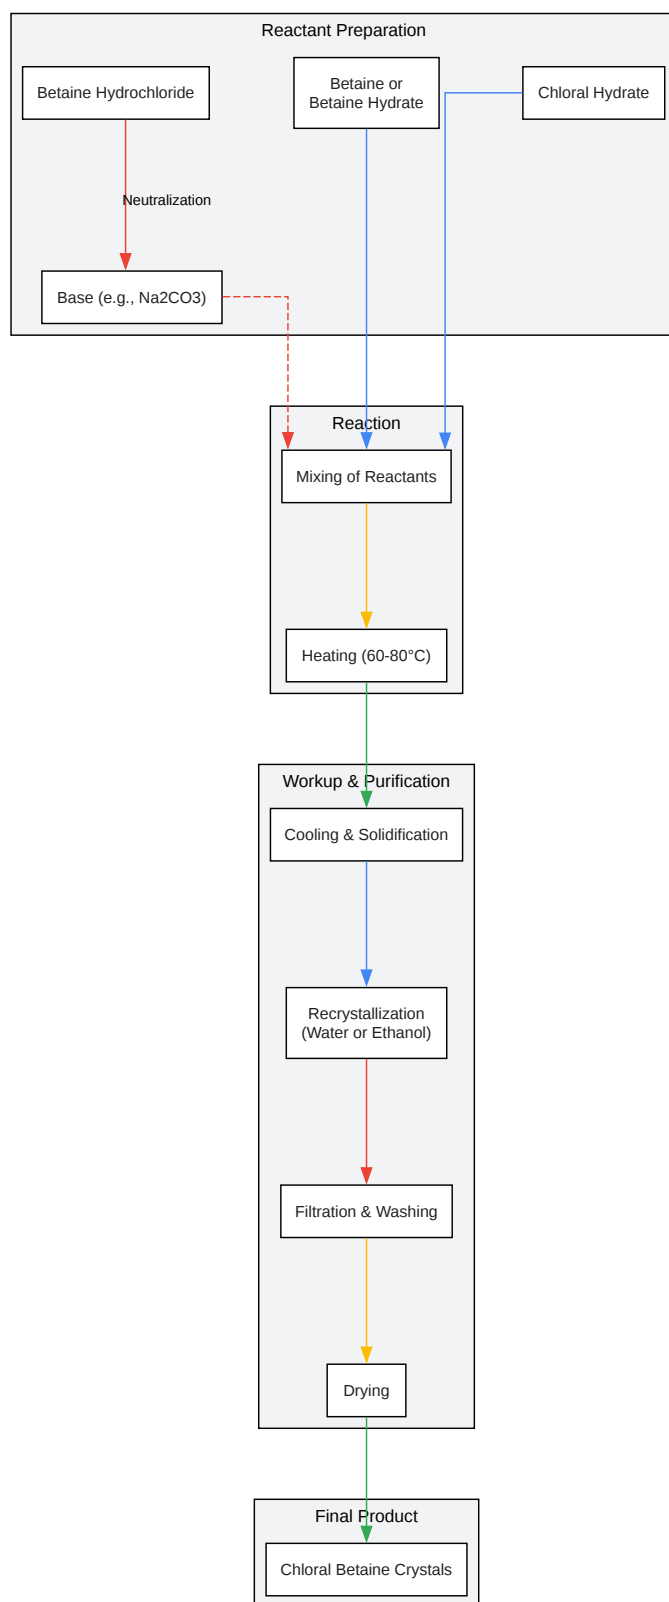 Reactant Preparation
Betaine Hydrochloride
Betaine or
Betaine Hydrate
Chloral Hydrate
Neutralization
Base (e.g., Na2CO3)
Reaction
Mixing of Reactants
Heating (60-80°C)
Workup & Purification
Cooling & Solidification
Recrystallization
(Water or Ethanol)
Filtration & Washing
Drying
Final Product
Chloral Betaine Crystals